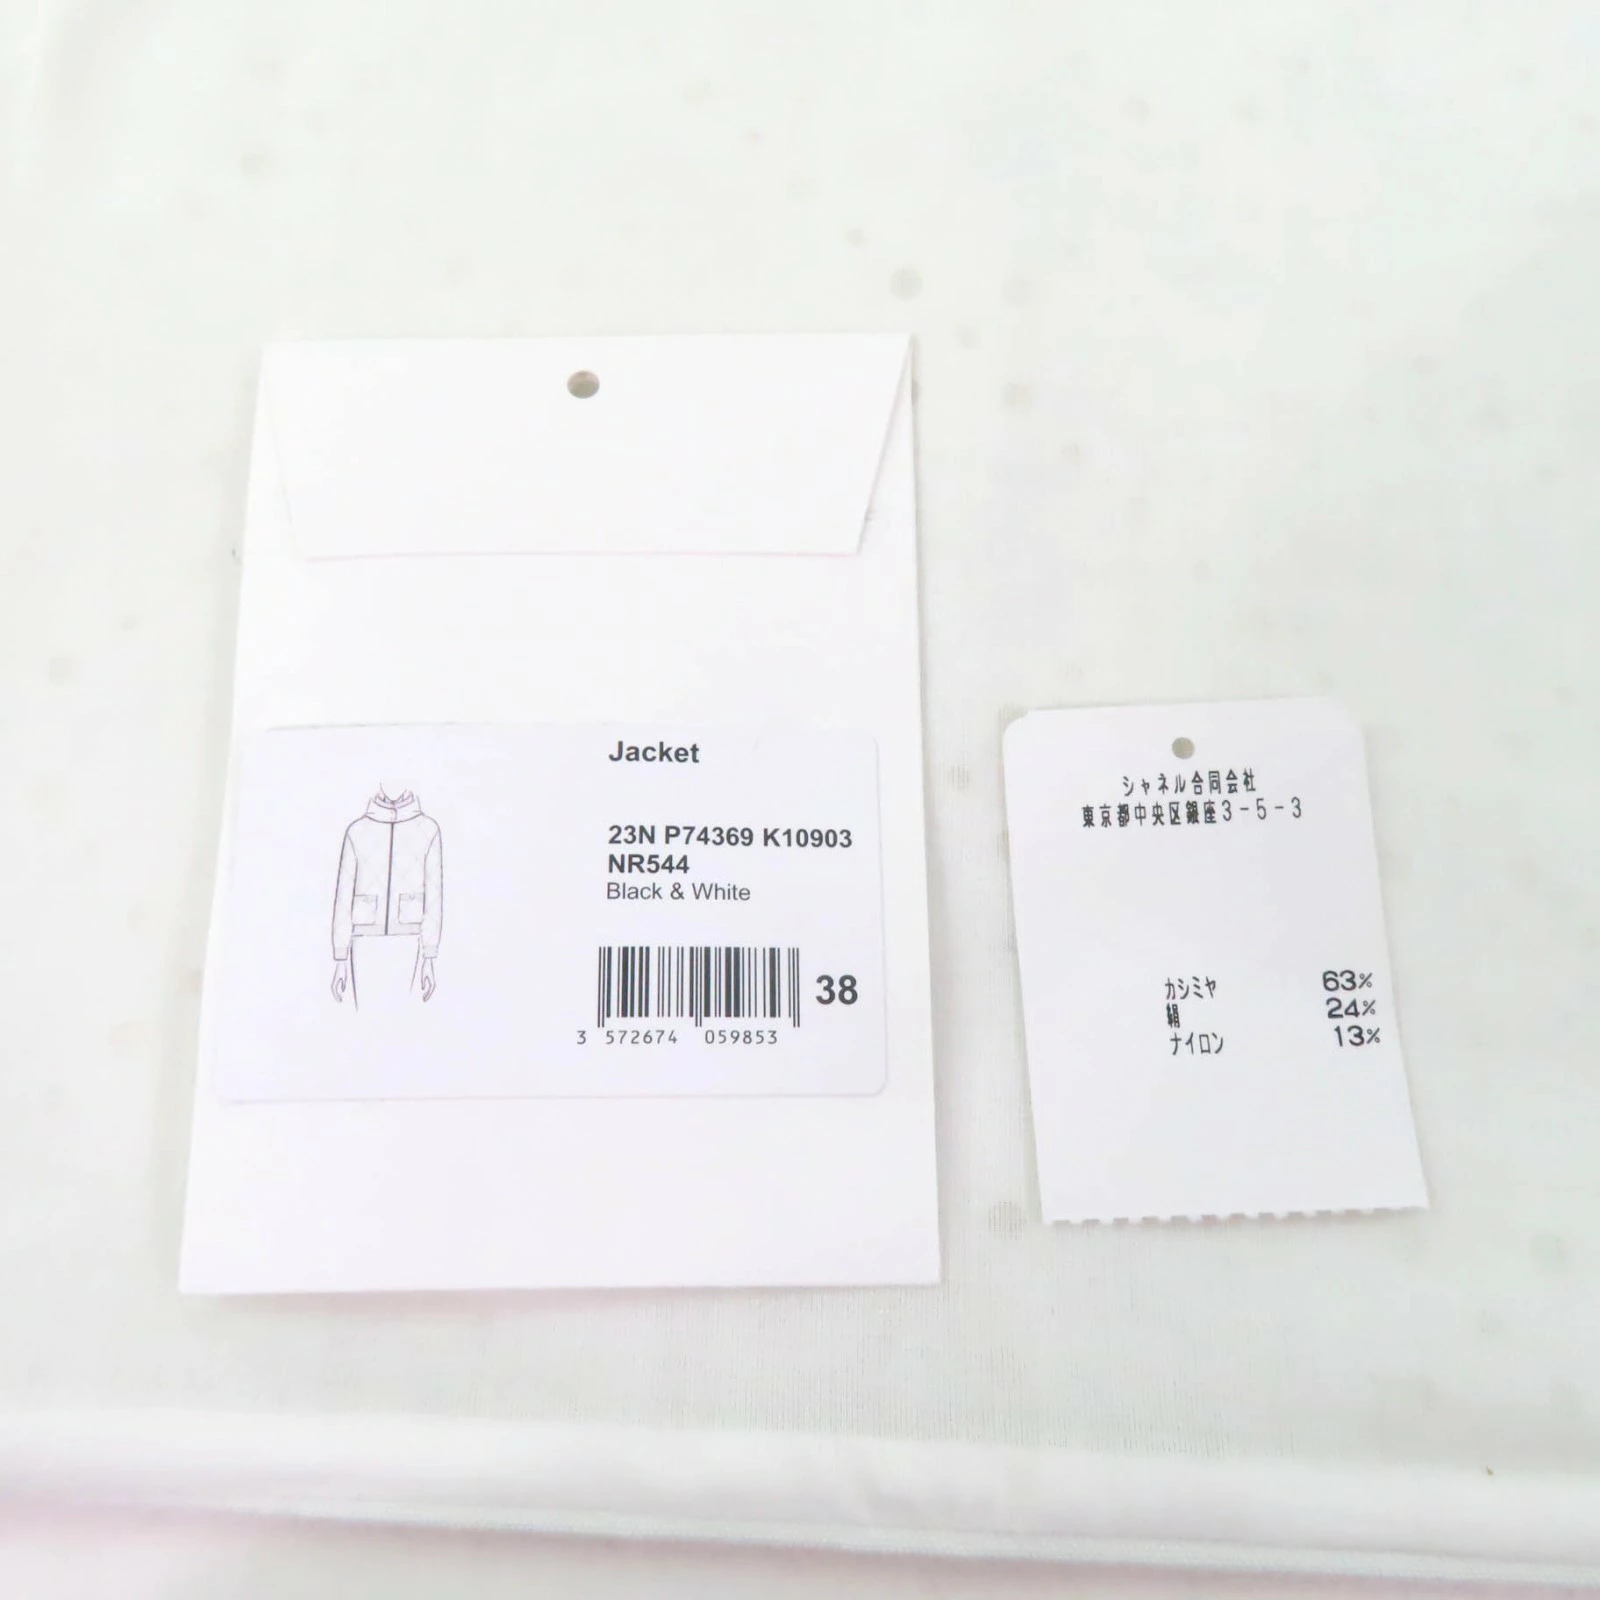 Jacket
23N P74369 K10903
NR544
Black & White
38
3 572674 059853
シャネル合同会社
東京都中央区銀座3-5-3
カシミヤ 63%
絹 24%
ナイロン 13%